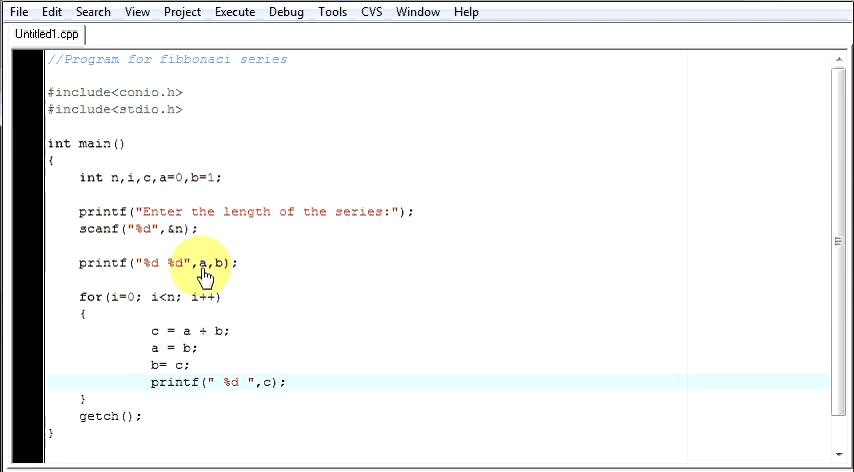 File Edit Search View Project Execute Debug Tools CVS Window Help
Untitled1.cpp
//Program for fibbonaci series
#include<conio.h>
#include<stdio.h>
int main()
{
int n,i,c,a=0,b=1;
printf("Enter the length of the series:");
scanf("%d",&n);
printf("%d %d",a,b);
for(i=0; i<n; i++)
{
c = a + b;
a = b;
b= c;
printf(" %d ",c);
}
getch();
}